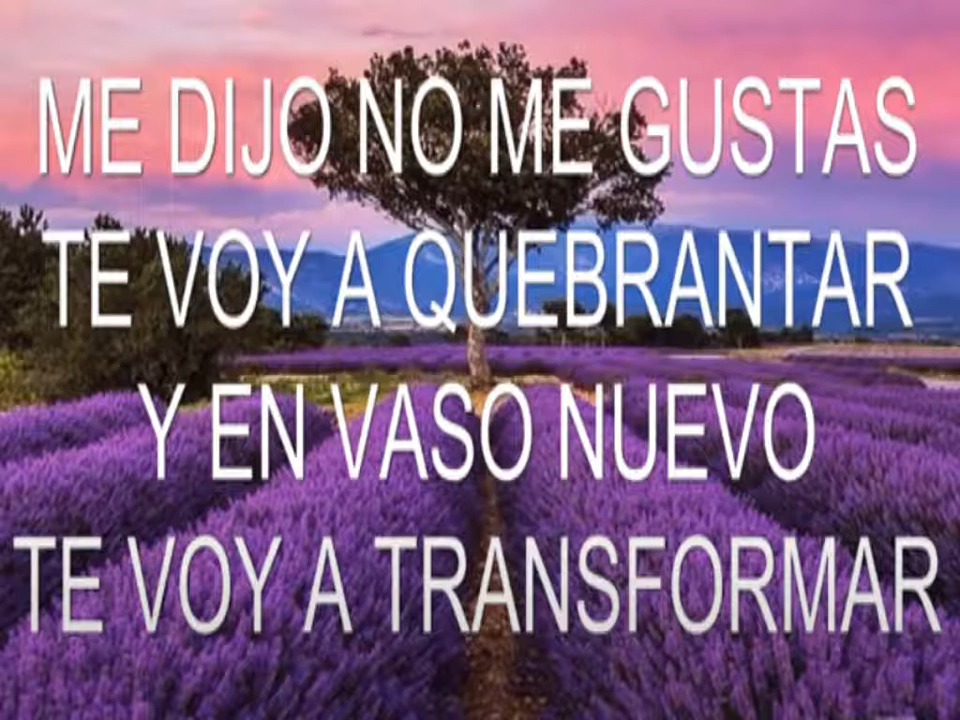 ME DIJO NO ME GUSTAS
TE VOY A QUEBRANTAR
Y EN VASO NUEVO
TE VOY A TRANSFORMAR